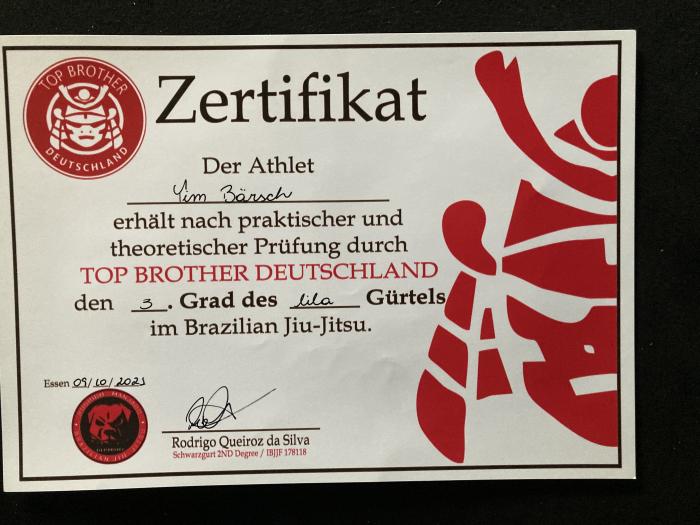 TOP BROTHER
DEUTSCHLAND
Zertifikat
Der Athlet
Yim Bärsch
erhält nach praktischer und
theoretischer Prüfung durch
TOP BROTHER DEUTSCHLAND
den 3. Grad des lila Gürtels
im Brazilian Jiu-Jitsu.
Essen 09/10/2021
Rodrigo Queiroz da Silva
Schwarzgurt 2ND Degree / IBJJF 178118